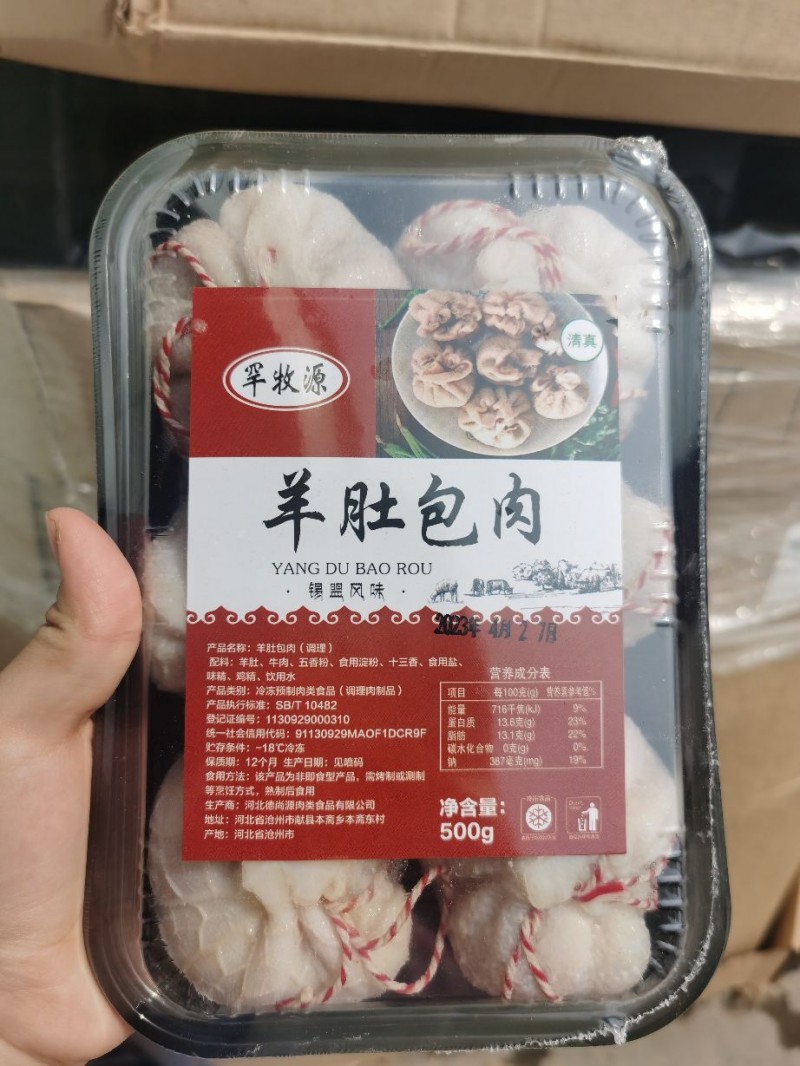 罕牧源
清真
羊肚包肉
YANG DU BAO ROU
·锡盟风味·
2023年4月27日
产品名称：羊肚包肉（调理）
配料：羊肚、牛肉、五香粉、食用淀粉、十三香、食用盐、
味精、鸡精、饮用水
产品类别：冷冻预制肉类食品（调理肉制品）
产品执行标准：SB/T 10482
登记证编号：1130929000310
统一社会信用代码：91130929MAOF1DCR9F
贮存条件：-18℃冷冻
保质期：12个月 生产日期：见喷码
食用方法：该产品为非即食型产品，需烤制或涮制
等烹饪方式，熟制后食用
生产商：河北德尚源肉类食品有限公司
地址：河北省沧州市献县本斋乡本斋东村
产地：河北省沧州市
营养成分表
项目 每100克(g) 营养素参考值%
能量 716千焦(kJ) 9%
蛋白质 13.6克(g) 23%
脂肪 13.1克(g) 22%
碳水化合物 0克(g) 0%
钠 387毫克(mg) 19%
净含量：
500g